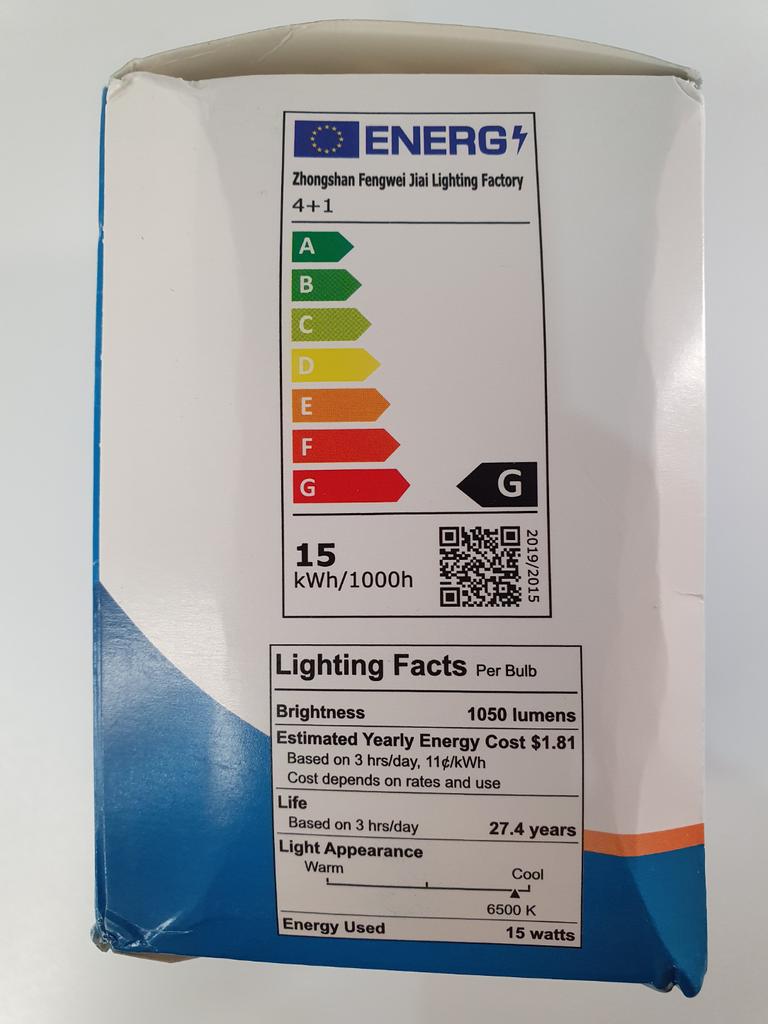 ENERG
Zhongshan Fengwei Jiai Lighting Factory
4+1
A
B
C
D
E
F
G
G
15
kWh/1000h
2019/2015
Lighting Facts Per Bulb
Brightness 1050 lumens
Estimated Yearly Energy Cost $1.81
Based on 3 hrs/day, 11¢/kWh
Cost depends on rates and use
Life
Based on 3 hrs/day 27.4 years
Light Appearance
Warm Cool
6500 K
Energy Used 15 watts